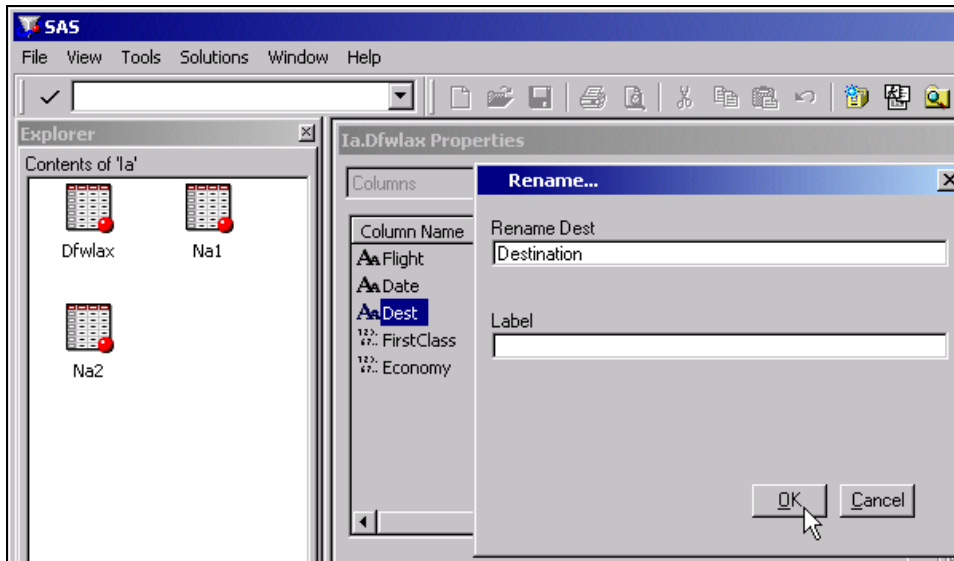 SAS
File View Tools Solutions Window Help
Explorer
Contents of 'Ia'
Dfwlax Na1
Na2
Ia.Dfwlax Properties
Columns
Column Name
Flight
Date
Dest
FirstClass
Economy
Rename...
Rename Dest
Destination
Label
OK Cancel